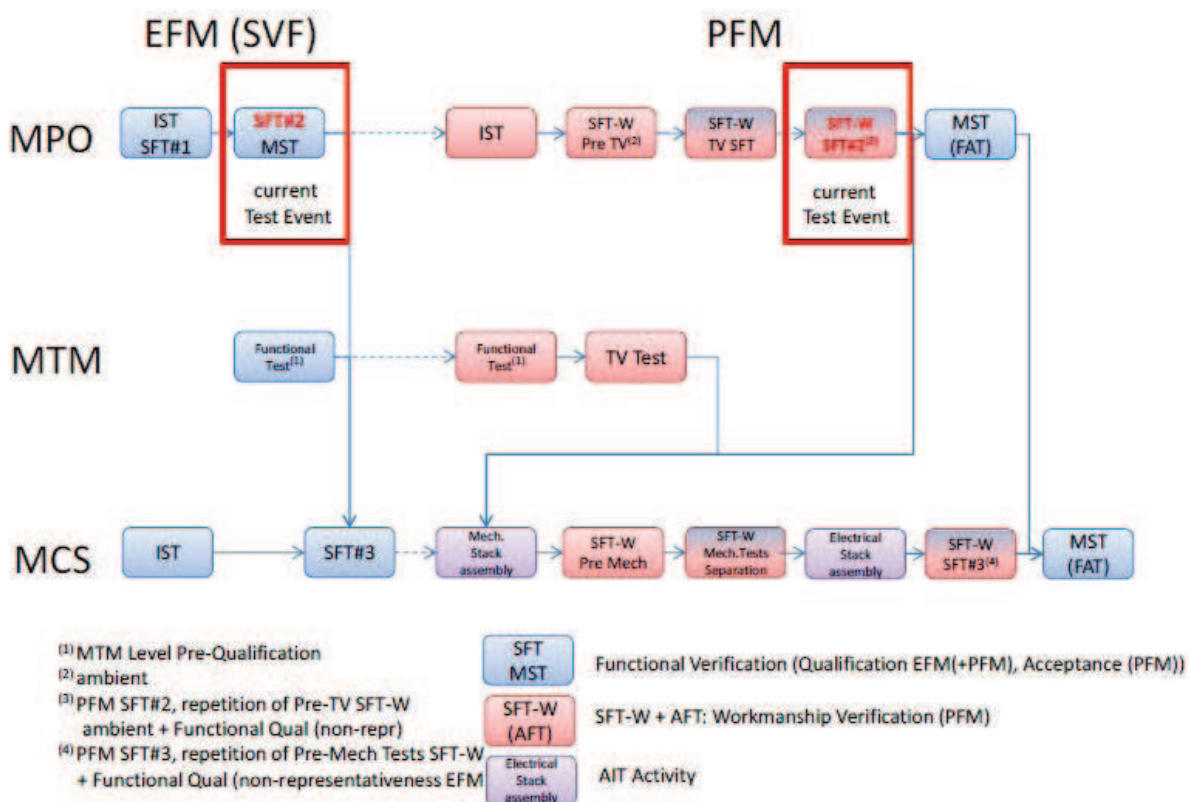 EFM (SVF)
PFM
MPO
IST
SFT#1
SFT#2
MST
current
Test Event
IST
SFT-W
Pre TV(2)
SFT-W
TV SFT
SFT-W
SFT#2(3)
current
Test Event
MST
(FAT)
MTM
Functional
Test(1)
Functional
Test(1)
TV Test
MCS
IST
SFT#3
Mech.
Stack
assembly
SFT-W
Pre Mech
SFT-W
Mech.Tests
Separation
Electrical
Stack
assembly
SFT-W
SFT#3(4)
MST
(FAT)
(1) MTM Level Pre-Qualification
(2) ambient
(3) PFM SFT#2, repetition of Pre-TV SFT-W
ambient + Functional Qual (non-repr)
(4) PFM SFT#3, repetition of Pre-Mech Tests SFT-W
+ Functional Qual (non-representativeness EFM
SFT
MST
Functional Verification (Qualification EFM(+PFM), Acceptance (PFM))
SFT-W
(AFT)
SFT-W + AFT: Workmanship Verification (PFM)
Electrical
Stack
assembly
AIT Activity